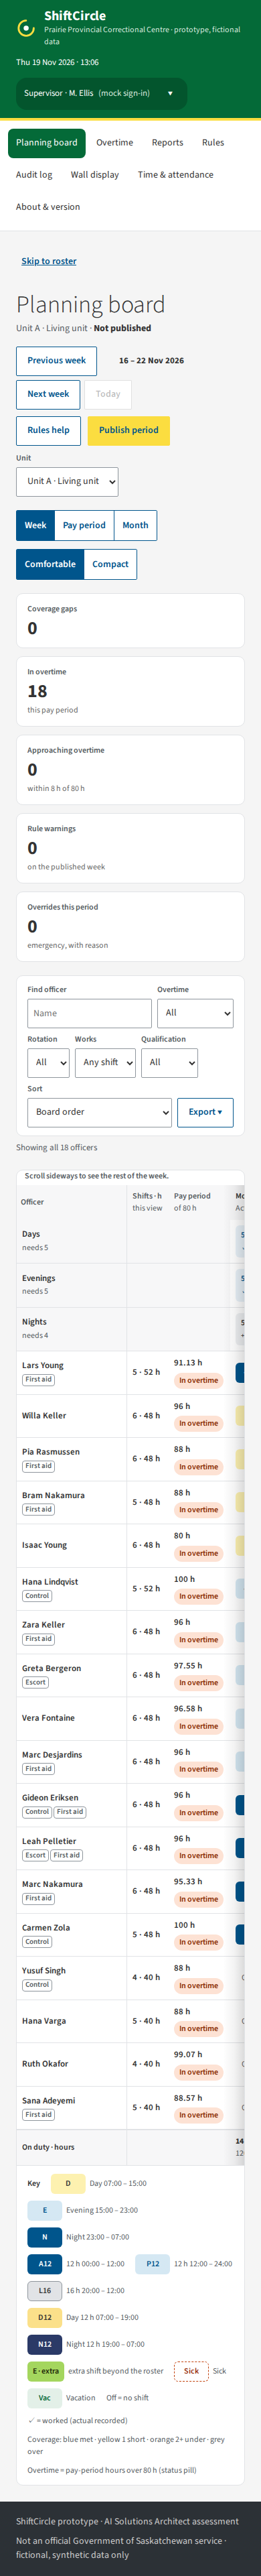 ShiftCircle
Prairie Provincial Correctional Centre · prototype, fictional
data
Thu 19 Nov 2026 · 13:06
Supervisor · M. Ellis (mock sign-in) ▾
Planning board Overtime Reports Rules
Audit log Wall display Time & attendance
About & version
Skip to roster
Planning board
Unit A · Living unit · Not published
Previous week 16 – 22 Nov 2026
Next week Today
Rules help Publish period
Unit
Unit A · Living unit
Week Pay period Month
Comfortable Compact
Coverage gaps
0
In overtime
18
this pay period
Approaching overtime
0
within 8 h of 80 h
Rule warnings
0
on the published week
Overrides this period
0
emergency, with reason
Find officer Overtime
Name All
Rotation Works Qualification
All Any shift All
Sort
Board order Export ▾
Showing all 18 officers
Scroll sideways to see the rest of the week.
Officer Shifts · h Pay period
this view of 80 h
Days
needs 5
Evenings
needs 5
Nights
needs 4
Lars Young 5 · 52 h 91.13 h
First aid In overtime
Willa Keller 6 · 48 h 96 h
In overtime
Pia Rasmussen 6 · 48 h 88 h
First aid In overtime
Bram Nakamura 5 · 48 h 88 h
First aid In overtime
Isaac Young 6 · 48 h 80 h
In overtime
Hana Lindqvist 5 · 52 h 100 h
Control In overtime
Zara Keller 6 · 48 h 96 h
First aid In overtime
Greta Bergeron 6 · 48 h 97.55 h
Escort In overtime
Vera Fontaine 6 · 48 h 96.58 h
In overtime
Marc Desjardins 6 · 48 h 96 h
First aid In overtime
Gideon Eriksen 6 · 48 h 96 h
Control First aid In overtime
Leah Pelletier 6 · 48 h 96 h
Escort First aid In overtime
Marc Nakamura 6 · 48 h 95.33 h
First aid In overtime
Carmen Zola 5 · 48 h 100 h
Control In overtime
Yusuf Singh 4 · 40 h 88 h
Control In overtime
Hana Varga 5 · 40 h 88 h
In overtime
Ruth Okafor 4 · 40 h 99.07 h
In overtime
Sana Adeyemi 5 · 40 h 88.57 h
First aid In overtime
On duty · hours 14
Key D Day 07:00 – 15:00
E Evening 15:00 – 23:00
N Night 23:00 – 07:00
A12 12 h 00:00 – 12:00 P12 12 h 12:00 – 24:00
L16 16 h 20:00 – 12:00
D12 Day 12 h 07:00 – 19:00
N12 Night 12 h 19:00 – 07:00
E · extra extra shift beyond the roster Sick Sick
Vac Vacation Off = no shift
✓ = worked (actual recorded)
Coverage: blue met · yellow 1 short · orange 2+ under · grey
over
Overtime = pay-period hours over 80 h (status pill)
ShiftCircle prototype · AI Solutions Architect assessment
Not an official Government of Saskatchewan service ·
fictional, synthetic data only